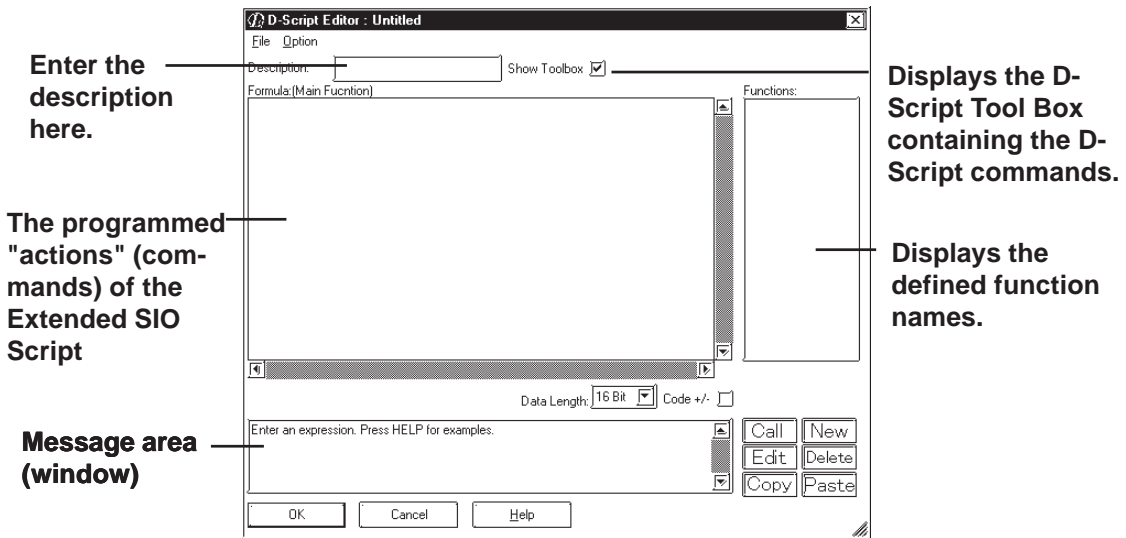 D-Script Editor : Untitled
File Option
Description:
Show Toolbox
Formula:(Main Fucntion)
Functions:
Data Length: 16 Bit
Code +/-
Enter an expression. Press HELP for examples.
Call New
Edit Delete
Copy Paste
OK Cancel Help
Enter the
description
here.
The programmed
"actions" (com-
mands) of the
Extended SIO
Script
Message area
(window)
Displays the D-
Script Tool Box
containing the D-
Script commands.
Displays the
defined function
names.